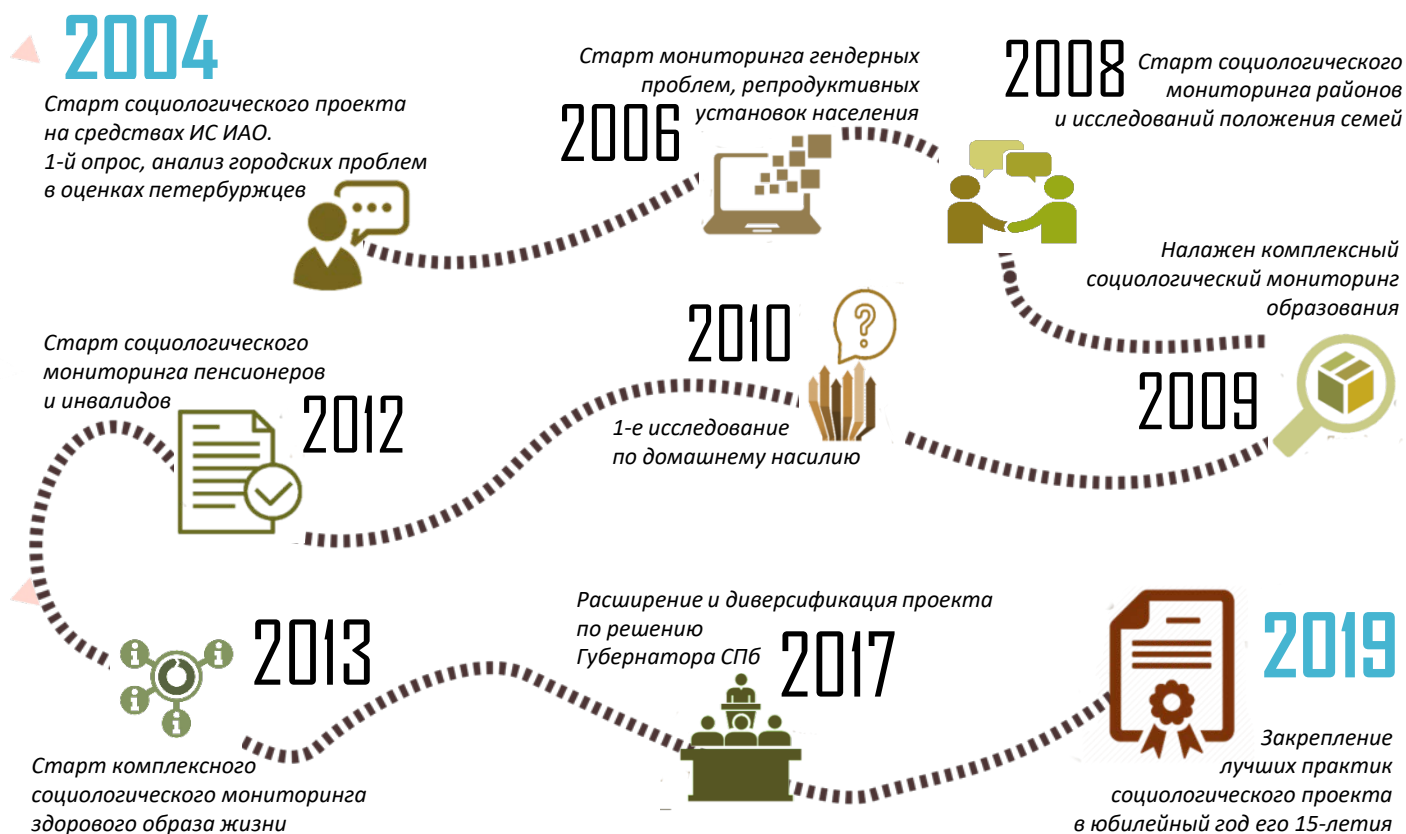 2004
Старт социологического проекта
на средствах ИС ИАО.
1-й опрос, анализ городских проблем
в оценках петербуржцев
Старт мониторинга гендерных
проблем, репродуктивных
установок населения
2006
2008
Старт социологического
мониторинга районов
и исследований положения семей
Налажен комплексный
социологический мониторинг
образования
2009
2010
1-е исследование
по домашнему насилию
Старт социологического
мониторинга пенсионеров
и инвалидов
2012
2013
Старт комплексного
социологического мониторинга
здорового образа жизни
Расширение и диверсификация проекта
по решению
Губернатора СПб
2017
2019
Закрепление
лучших практик
социологического проекта
в юбилейный год его 15-летия